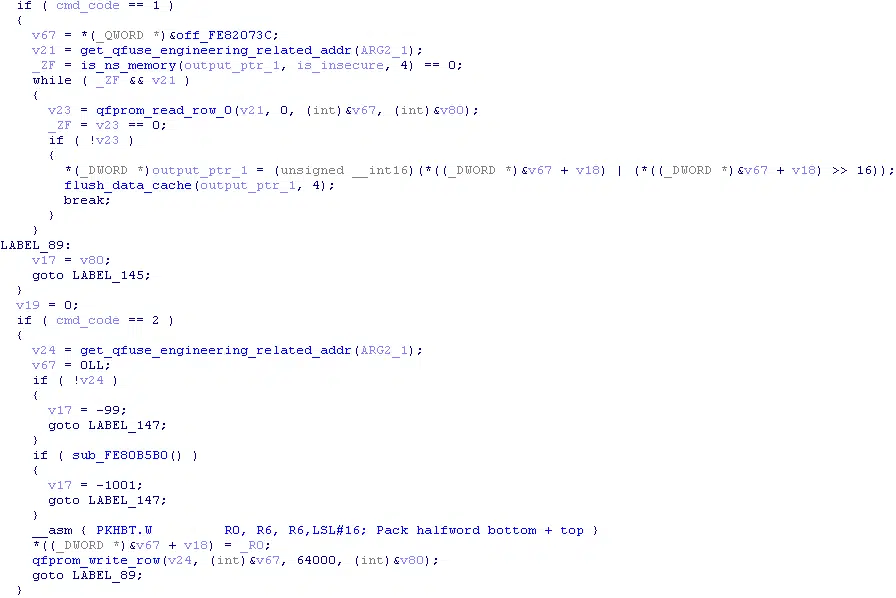 if ( cmd_code == 1 )
{
v67 = *(_QWORD *)&off_FE82073C;
v21 = get_qfuse_engineering_related_addr(ARG2_1);
_ZF = is_ns_memory(output_ptr_1, is_insecure, 4) == 0;
while ( _ZF && v21 )
{
v23 = qfprom_read_row_0(v21, 0, (int)&v67, (int)&v80);
_ZF = v23 == 0;
if ( !v23 )
{
*(_DWORD *)output_ptr_1 = (unsigned __int16)(*((_DWORD *)&v67 + v18) | (*((_DWORD *)&v67 + v18) >> 16));
flush_data_cache(output_ptr_1, 4);
break;
}
}
LABEL_89:
v17 = v80;
goto LABEL_145;
}
v19 = 0;
if ( cmd_code == 2 )
{
v24 = get_qfuse_engineering_related_addr(ARG2_1);
v67 = 0LL;
if ( !v24 )
{
v17 = -99;
goto LABEL_147;
}
if ( sub_FE80B5B0() )
{
v17 = -1001;
goto LABEL_147;
}
__asm { PKHBT.W R0, R6, R6,LSL#16; Pack halfword bottom + top }
*((_DWORD *)&v67 + v18) = _R0;
qfprom_write_row(v24, (int)&v67, 64000, (int)&v80);
goto LABEL_89;
}